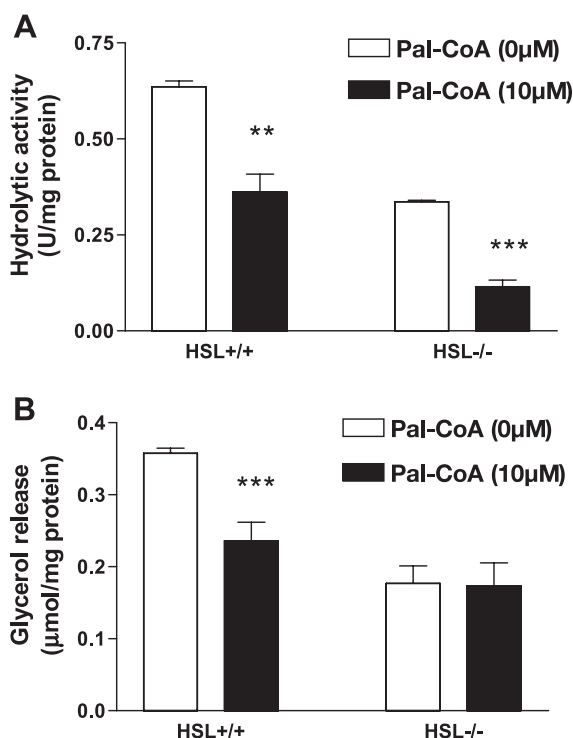 A
Hydrolytic activity
(U/mg protein)
0.75
0.50
0.25
0.00
Pal-CoA (0µM)
Pal-CoA (10µM)
**
***
HSL+/+
HSL-/-
B
Glycerol release
(µmol/mg protein)
0.4
0.3
0.2
0.1
0.0
Pal-CoA (0µM)
Pal-CoA (10µM)
***
HSL+/+
HSL-/-